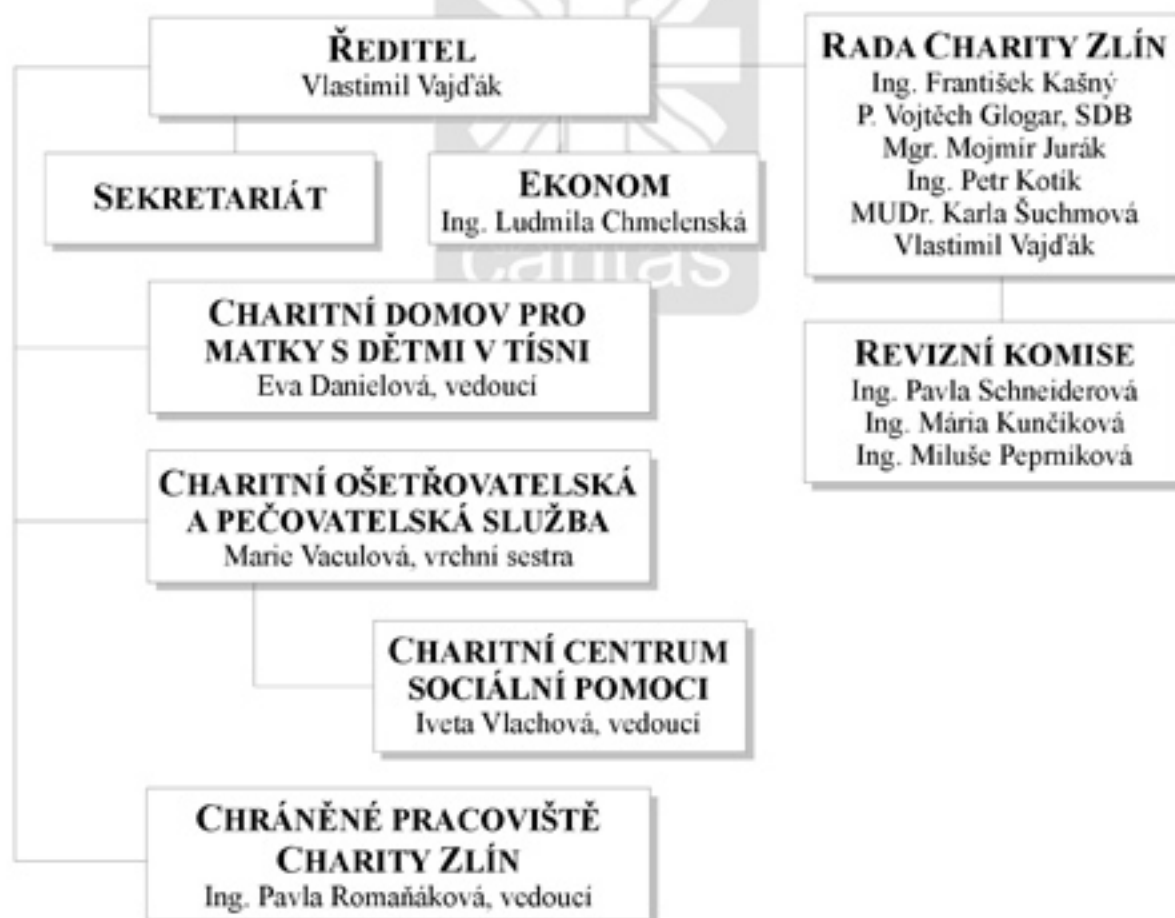 ŘEDITEL
Vlastimil Vajďák
SEKRETARIÁT
EKONOM
Ing. Ludmila Chmelenská
caritas
CHARITNÍ DOMOV PRO
MATKY S DĚTMI V TÍSNI
Eva Danielová, vedoucí
CHARITNÍ OŠETŘOVATELSKÁ
A PEČOVATELSKÁ SLUŽBA
Marie Vaculová, vrchní sestra
CHARITNÍ CENTRUM
SOCIÁLNÍ POMOCI
Iveta Vlachová, vedoucí
CHRÁNĚNÉ PRACOVIŠTĚ
CHARITY ZLÍN
Ing. Pavla Romaňáková, vedoucí
RADA CHARITY ZLÍN
Ing. František Kašný
P. Vojtěch Glogar, SDB
Mgr. Mojmír Jurák
Ing. Petr Kotík
MUDr. Karla Šuchmová
Vlastimil Vajďák
REVIZNÍ KOMISE
Ing. Pavla Schneiderová
Ing. Mária Kunčíková
Ing. Miluše Peprníková